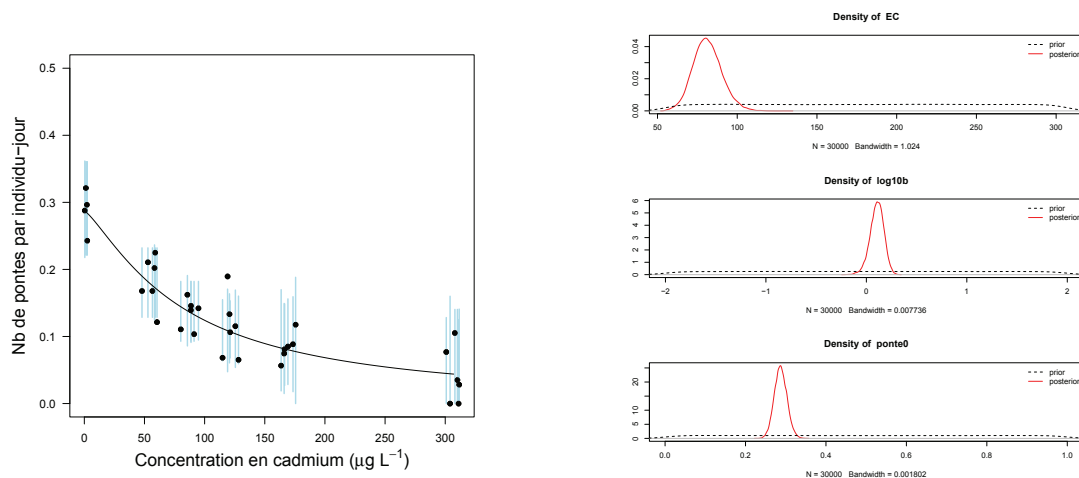 Nb de pontes par individu−jour
0.5
0.4
0.3
0.2
0.1
0.0
0 50 100 150 200 250 300
Concentration en cadmium (μg L−1)
Density of EC
0.04
0.02
0.00
prior
posterior
50 100 150 200 250 300
N = 30000 Bandwidth = 1.024
Density of log10b
6
5
4
3
2
1
0
prior
posterior
−2 −1 0 1 2
N = 30000 Bandwidth = 0.007736
Density of ponte0
20
10
5
0
prior
posterior
0.0 0.2 0.4 0.6 0.8 1.0
N = 30000 Bandwidth = 0.001802